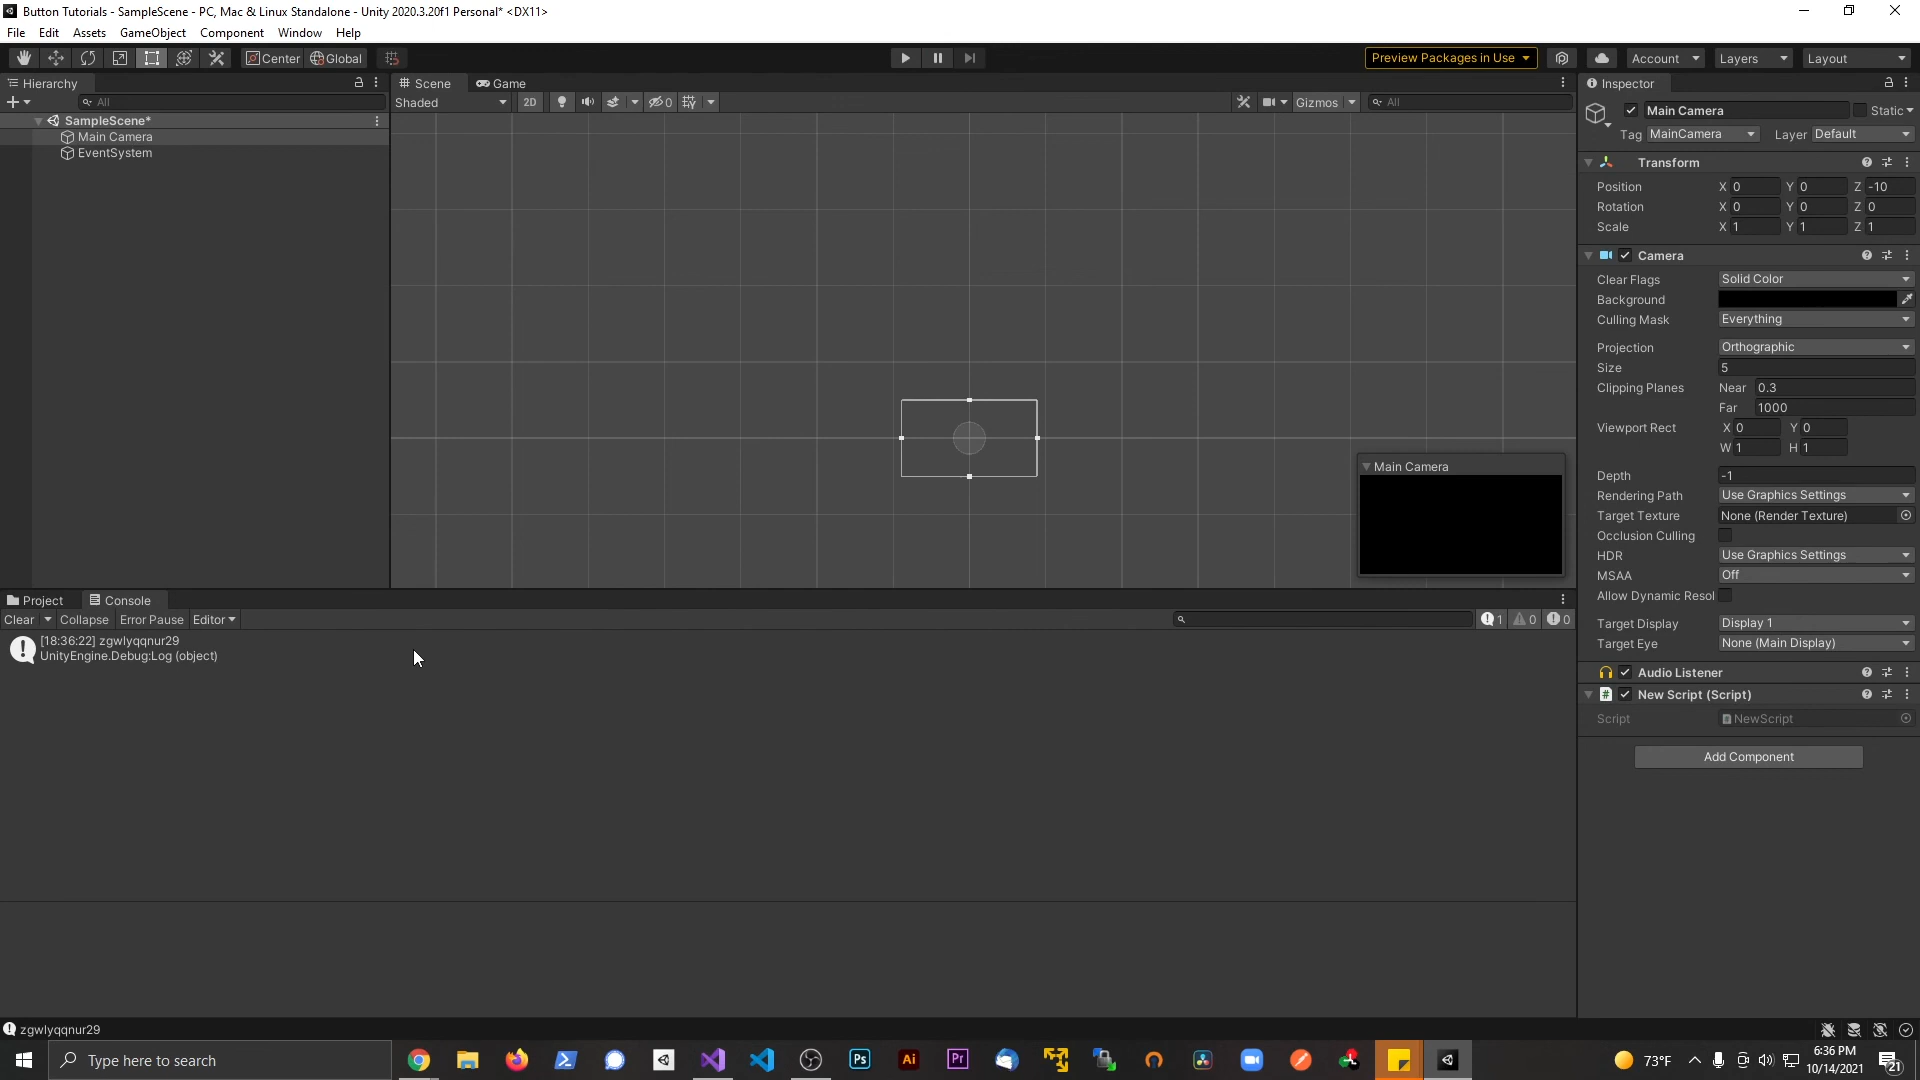 Button Tutorials - SampleScene - PC, Mac & Linux Standalone - Unity 2020.3.20f1 Personal* <DX11>
File Edit Assets GameObject Component Window Help
Center Global
Preview Packages in Use Account Layers Layout
Hierarchy
All
SampleScene*
Main Camera
EventSystem
Scene Game
Shaded 2D 0 Gizmos All
Main Camera
Inspector
Main Camera Static
Tag MainCamera Layer Default
Transform
Position X 0 Y 0 Z -10
Rotation X 0 Y 0 Z 0
Scale X 1 Y 1 Z 1
Camera
Clear Flags Solid Color
Background
Culling Mask Everything
Projection Orthographic
Size 5
Clipping Planes Near 0.3
Far 1000
Viewport Rect X 0 Y 0
W 1 H 1
Depth -1
Rendering Path Use Graphics Settings
Target Texture None (Render Texture)
Occlusion Culling
HDR Use Graphics Settings
MSAA Off
Allow Dynamic Resol
Target Display Display 1
Target Eye None (Main Display)
Audio Listener
# New Script (Script)
Script NewScript
Add Component
Project Console
Clear Collapse Error Pause Editor 1 0 0
[18:36:22] zgwlyqqnur29
UnityEngine.Debug:Log (object)
zgwlyqqnur29
Type here to search
Ps Ai Pr
73°F 6:36 PM
10/14/2021 21